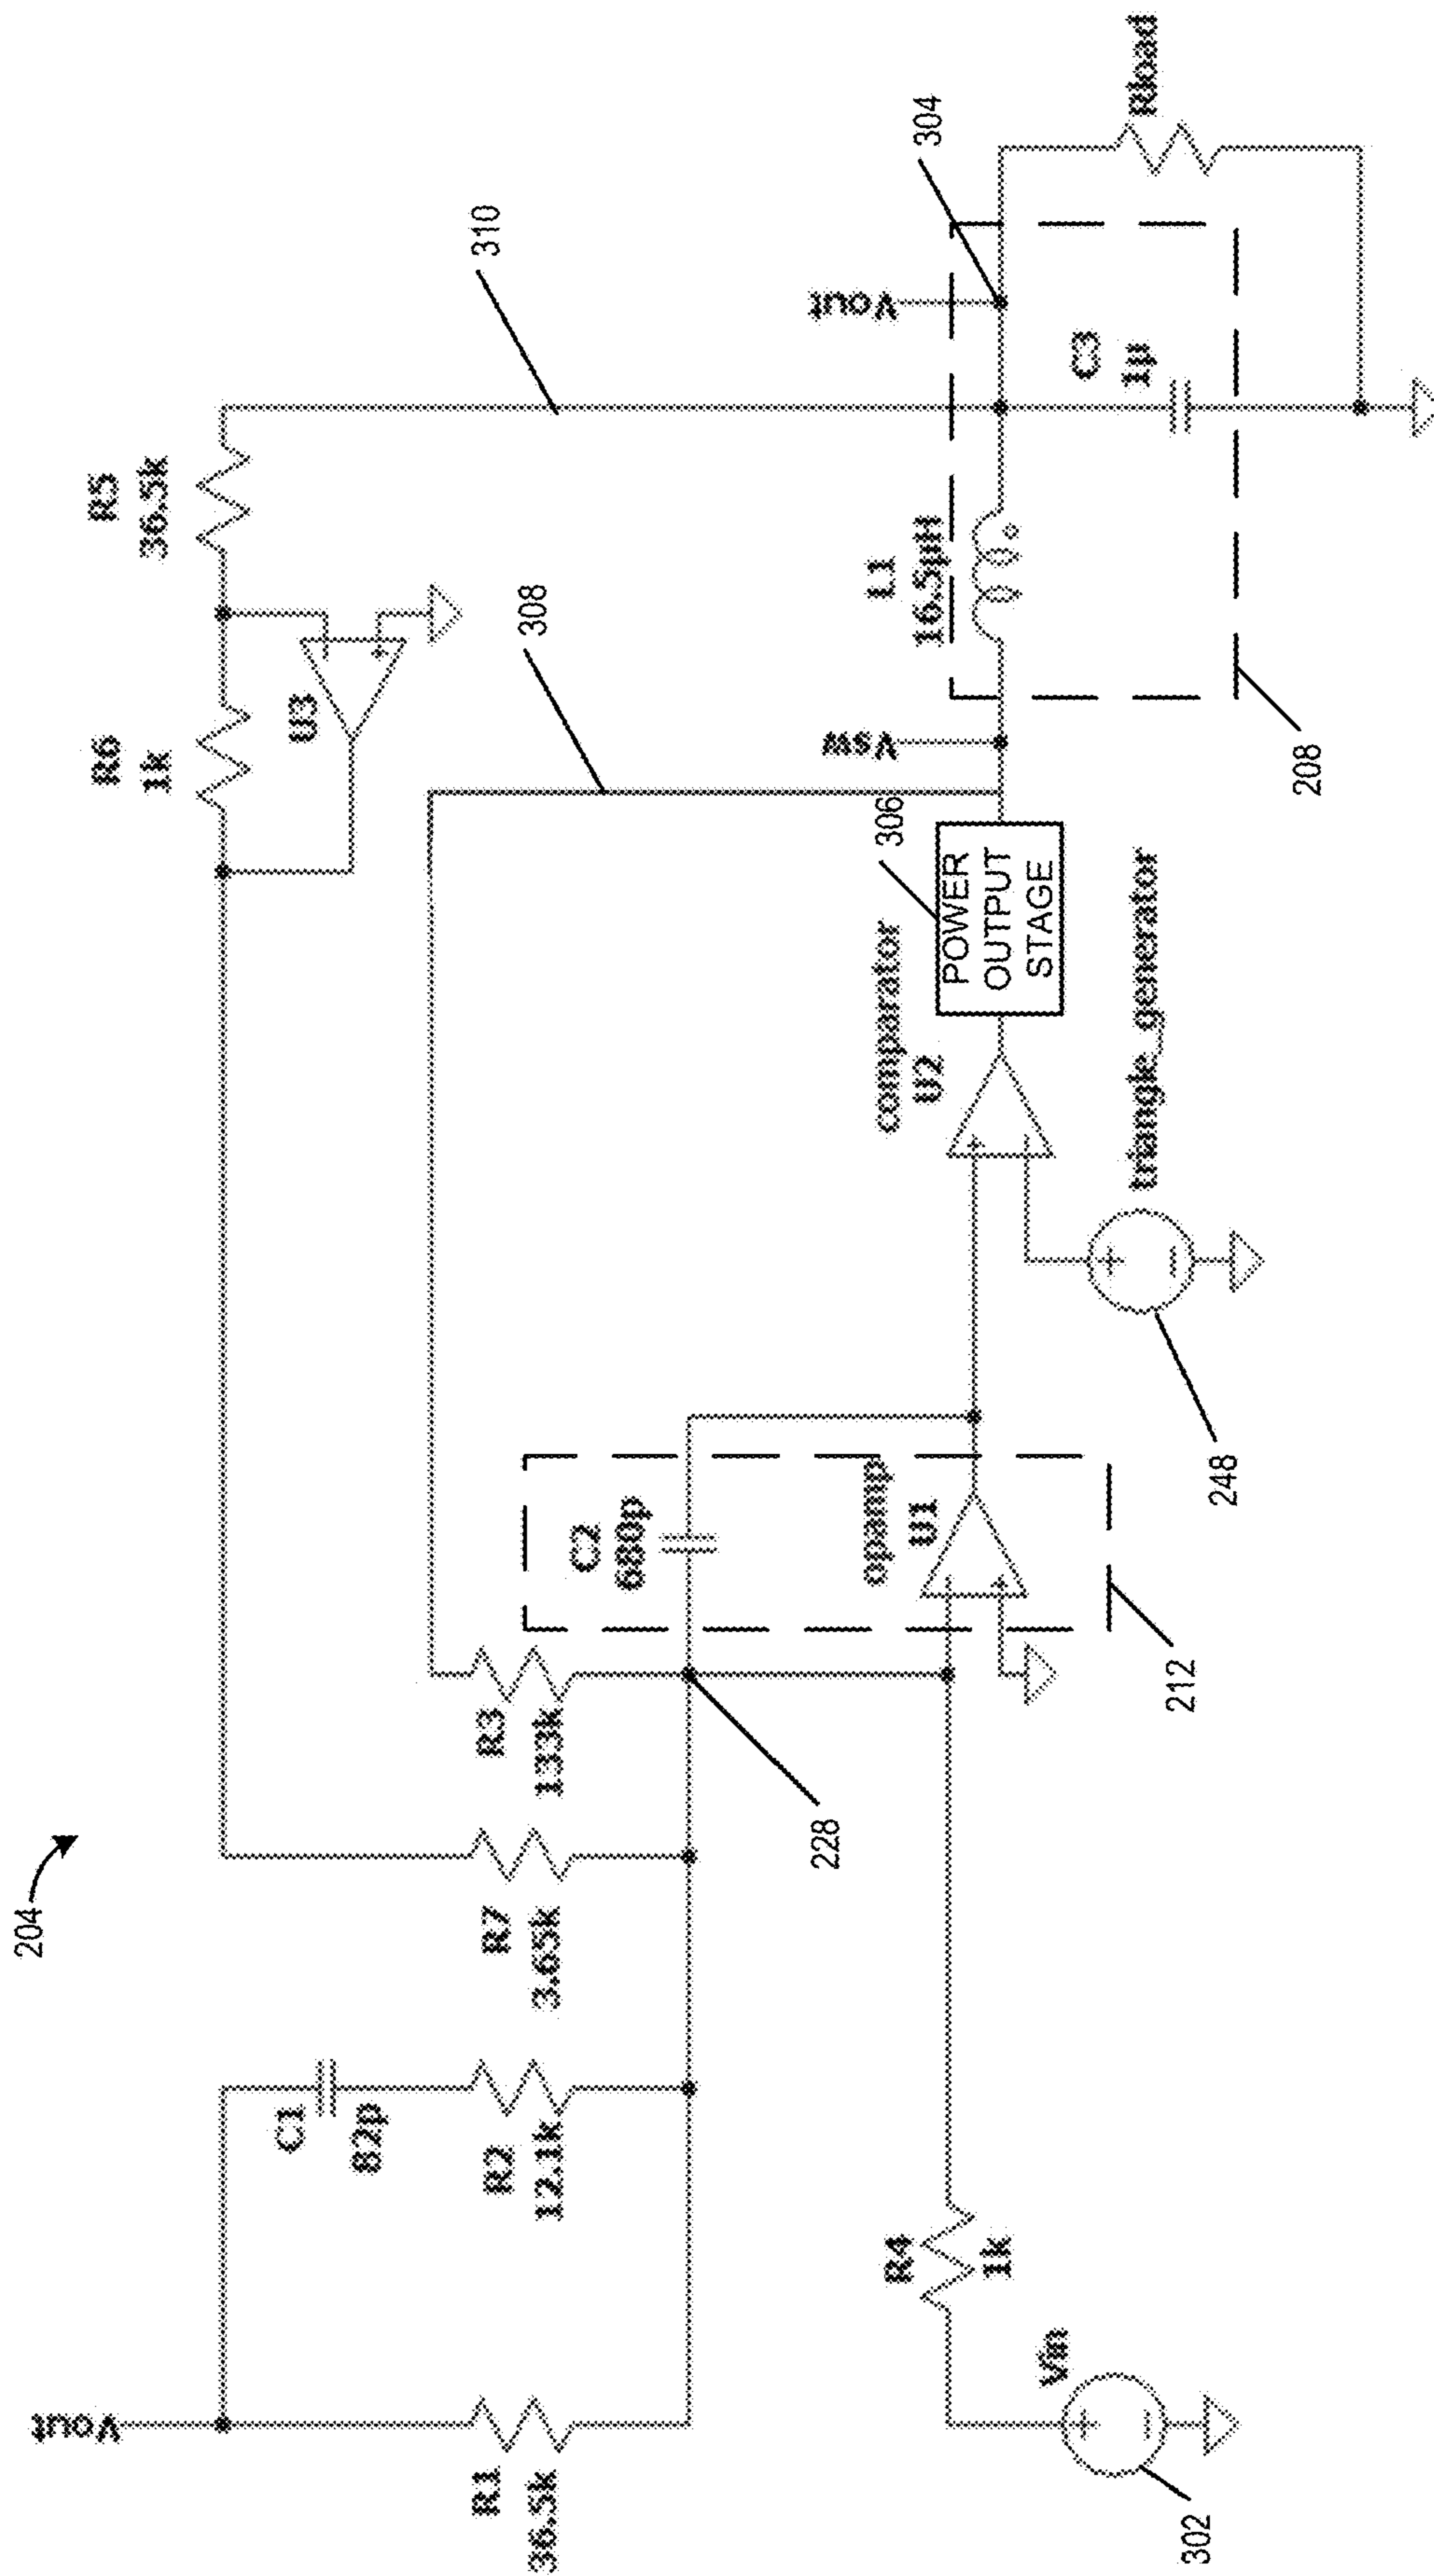 204
Vout
R1
36.5k
C1
82p
R2
12.1k
R7
3.65k
R3
133k
R6
1k
U3
R5
36.5k
310
308
228
C2
680p
opamp
U1
212
R4
1k
Vin
302
248
triangle_generator
comparator
U2
306
POWER
OUTPUT
STAGE
Vsw
L1
16.5µH
208
Vout
304
C3
1µ
Rload